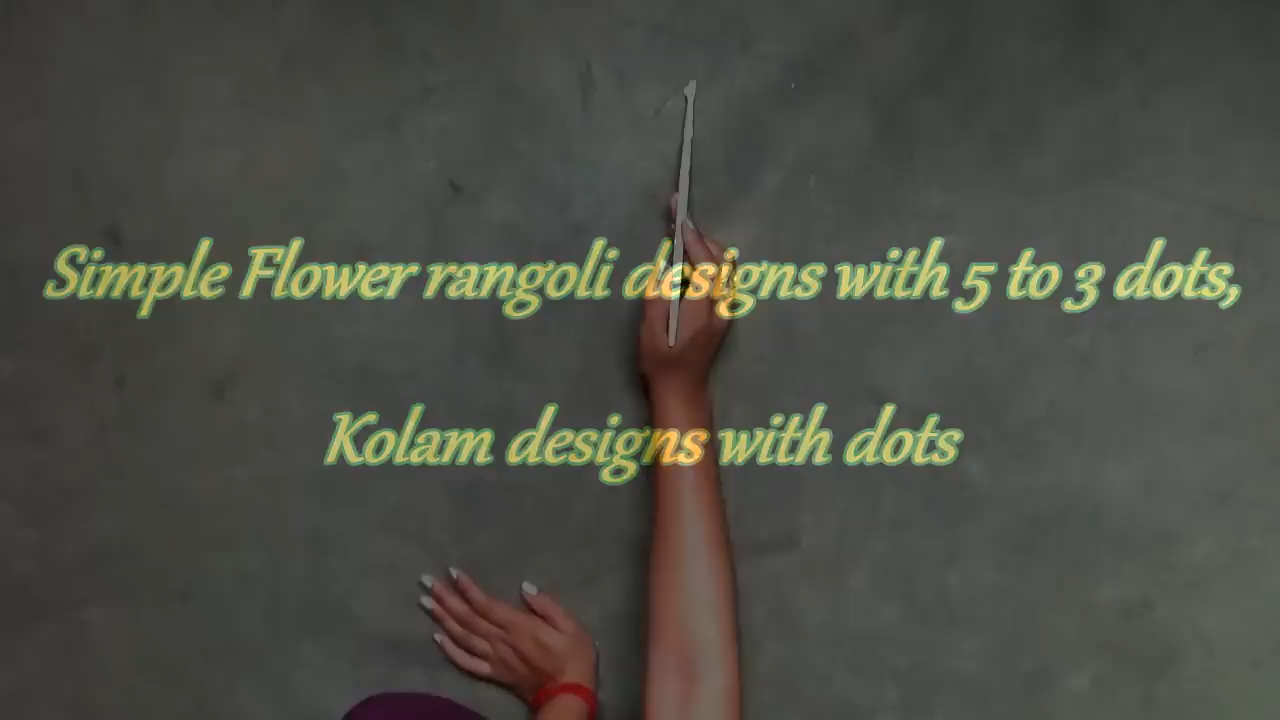 Simple Flower rangoli designs with 5 to 3 dots,
Kolam designs with dots